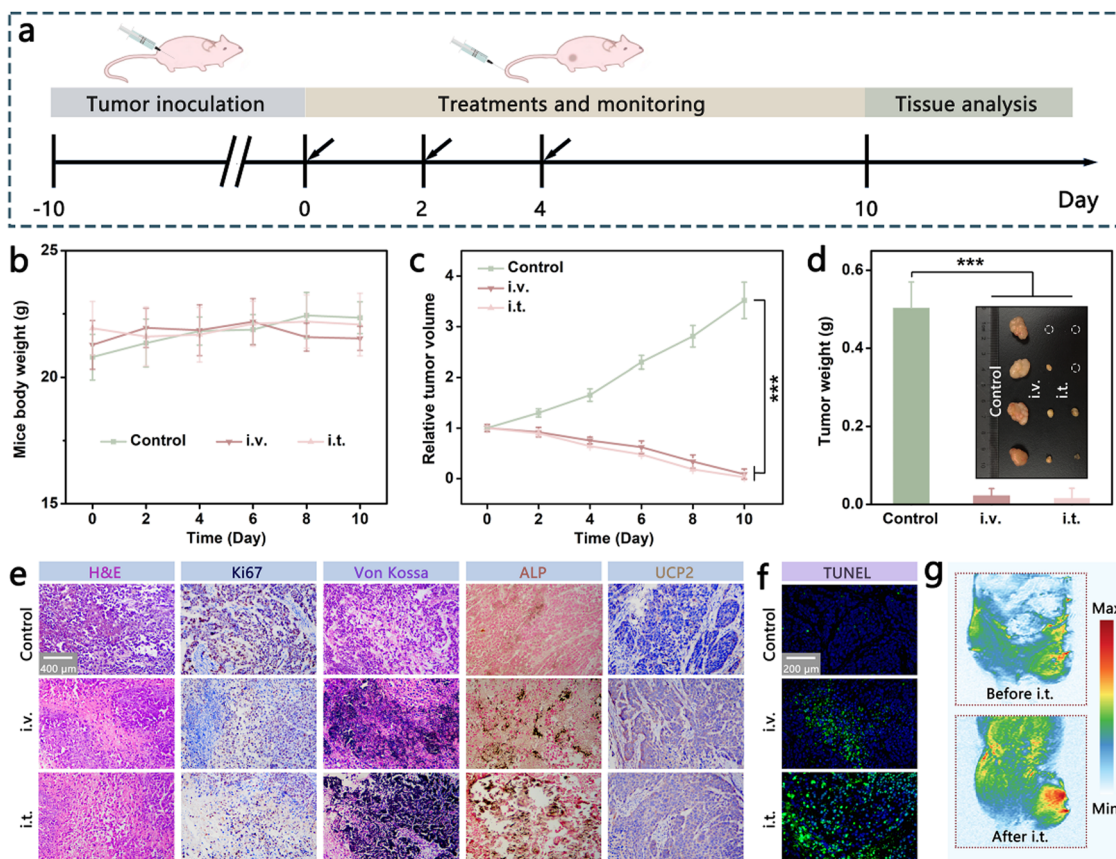 a
Tumor inoculation
Treatments and monitoring
Tissue analysis
-10
0
2
4
10
Day
b
Mice body weight (g)
25
20
15
Control
i.v.
i.t.
0
2
4
6
8
10
Time (Day)
c
Relative tumor volume
4
3
2
1
0
Control
i.v.
i.t.
***
0
2
4
6
8
10
Time (Day)
d
Tumor weight (g)
0.6
0.4
0.2
0.0
***
Control
i.v.
i.t.
Control
i.v.
i.t.
e
H&E
Ki67
Von Kossa
ALP
UCP2
Control
400 μm
i.v.
i.t.
f
TUNEL
Control
200 μm
i.v.
i.t.
g
Before i.t.
After i.t.
Max
Min